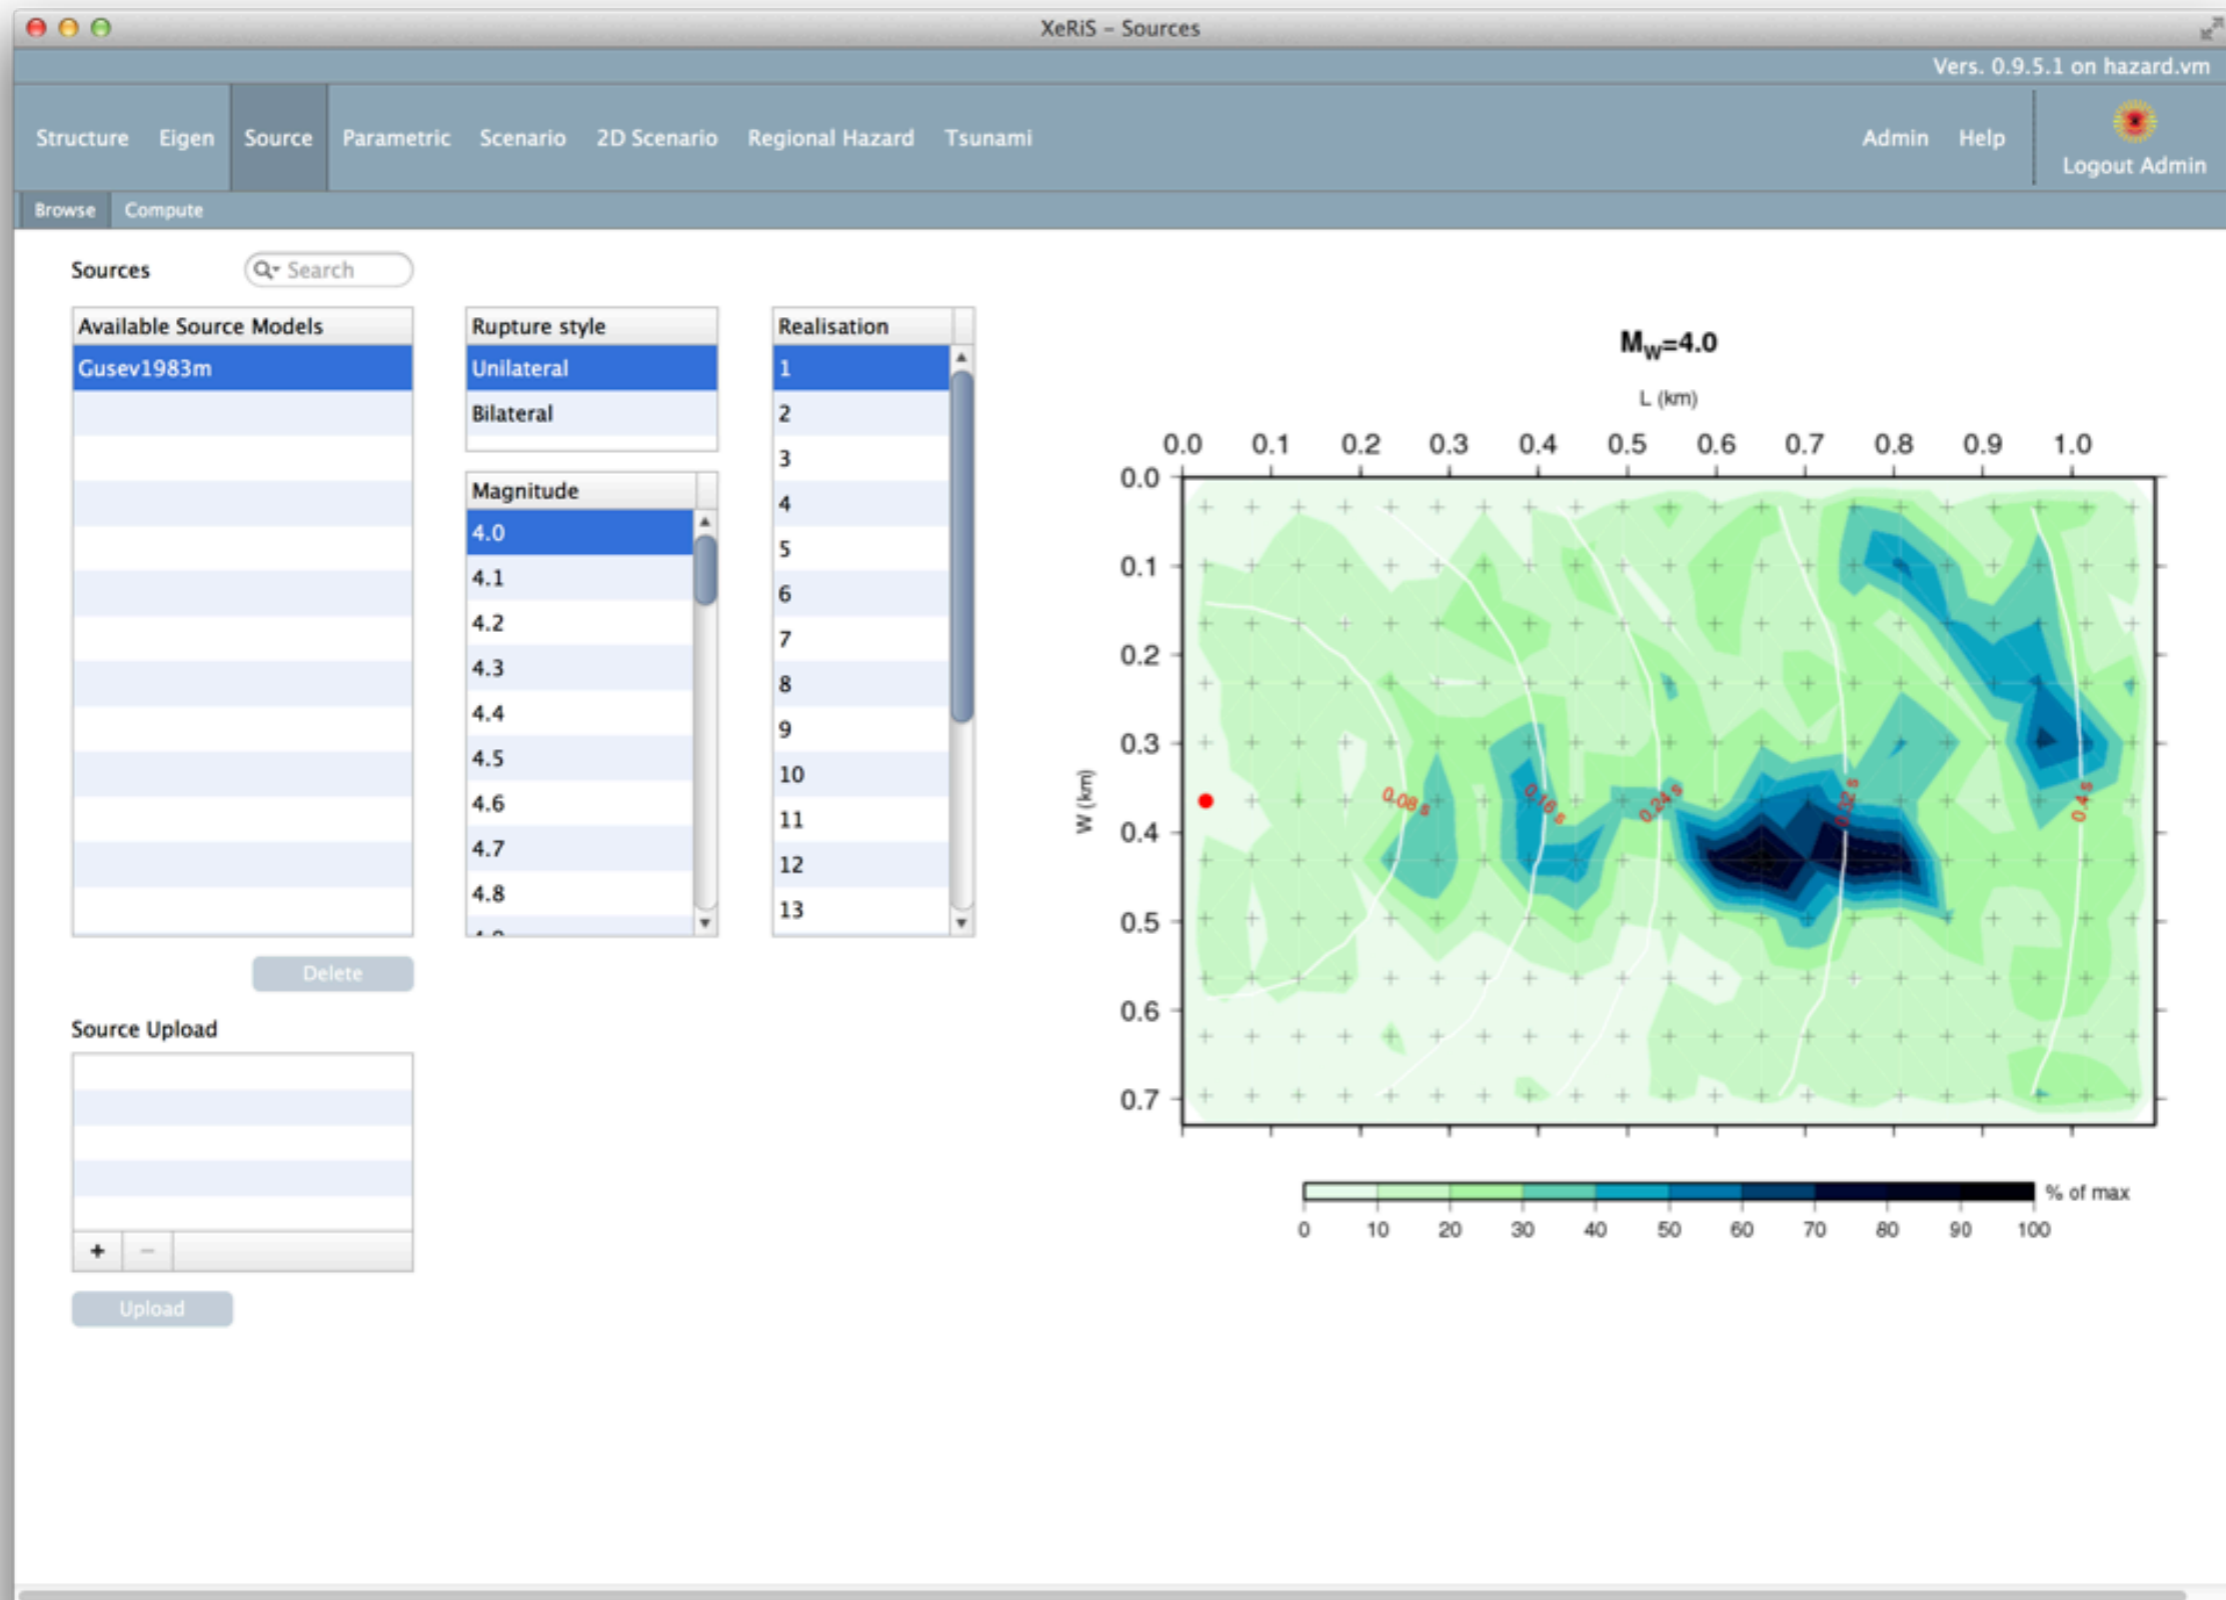 XeRiS – Sources
Vers. 0.9.5.1 on hazard.vm
Structure Eigen Source Parametric Scenario 2D Scenario Regional Hazard Tsunami Admin Help
Logout Admin
Browse Compute
Sources Search
Available Source Models
Gusev1983m
Delete
Source Upload
+ −
Upload
Rupture style
Unilateral
Bilateral
Magnitude
4.0
4.1
4.2
4.3
4.4
4.5
4.6
4.7
4.8
Realisation
1
2
3
4
5
6
7
8
9
10
11
12
13
MW=4.0
L (km)
0.0 0.1 0.2 0.3 0.4 0.5 0.6 0.7 0.8 0.9 1.0
0.0
0.1
0.2
0.3
W (km)
0.4
0.5
0.6
0.7
0.08 s 0.16 s 0.24 s 0.32 s 0.4 s
% of max
0 10 20 30 40 50 60 70 80 90 100